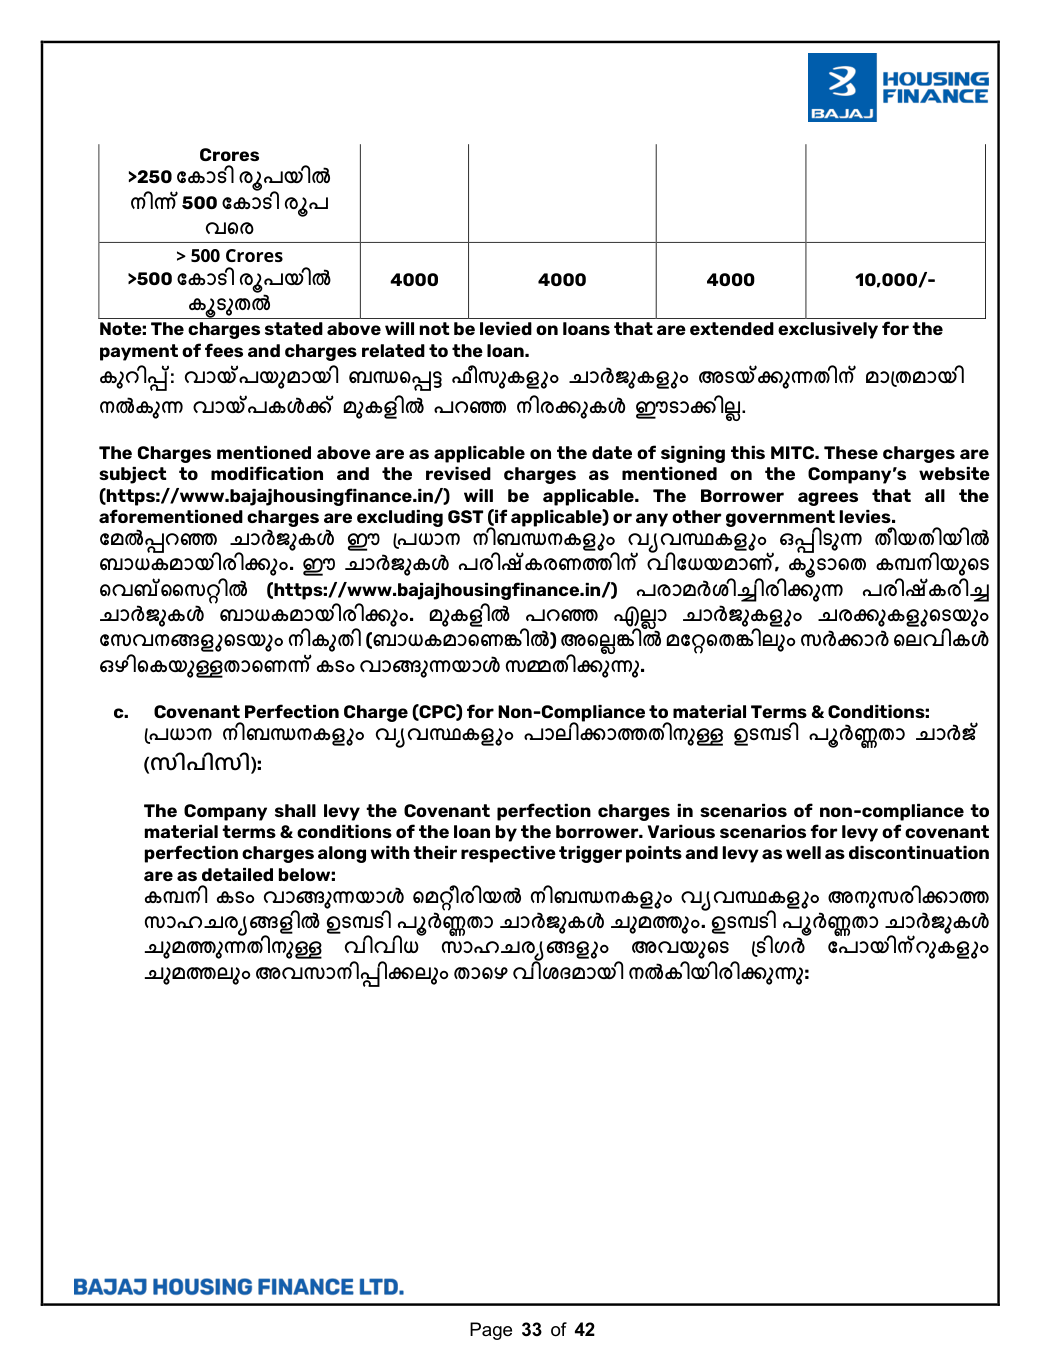 BAJAJ
HOUSING
FINANCE
Crores
>250 കോടി രൂപയിൽ
നിന്ന് 500 കോടി രൂപ
വരെ
> 500 Crores
>500 കോടി രൂപയിൽ
കൂടുതൽ
4000 4000 4000 10,000/-
Note: The charges stated above will not be levied on loans that are extended exclusively for the
payment of fees and charges related to the loan.
കുറിപ്പ്: വായ്പയുമായി ബന്ധപ്പെട്ട ഫീസുകളും ചാർജുകളും അടയ്ക്കുന്നതിന് മാത്രമായി
നൽകുന്ന വായ്പകൾക്ക് മുകളിൽ പറഞ്ഞ നിരക്കുകൾ ഈടാക്കില്ല.
The Charges mentioned above are as applicable on the date of signing this MITC. These charges are
subject to modification and the revised charges as mentioned on the Company’s website
(https://www.bajajhousingfinance.in/) will be applicable. The Borrower agrees that all the
aforementioned charges are excluding GST (if applicable) or any other government levies.
മേൽപ്പറഞ്ഞ ചാർജുകൾ ഈ പ്രധാന നിബന്ധനകളും വ്യവസ്ഥകളും ഒപ്പിടുന്ന തീയതിയിൽ
ബാധകമായിരിക്കും. ഈ ചാർജുകൾ പരിഷ്കരണത്തിന് വിധേയമാണ്, കൂടാതെ കമ്പനിയുടെ
വെബ്സൈറ്റിൽ (https://www.bajajhousingfinance.in/) പരാമർശിച്ചിരിക്കുന്ന പരിഷ്കരിച്ച
ചാർജുകൾ ബാധകമായിരിക്കും. മുകളിൽ പറഞ്ഞ എല്ലാ ചാർജുകളും ചരക്കുകളുടെയും
സേവനങ്ങളുടെയും നികുതി (ബാധകമാണെങ്കിൽ) അല്ലെങ്കിൽ മറ്റേതെങ്കിലും സർക്കാർ ലെവികൾ
ഒഴികെയുള്ളതാണെന്ന് കടം വാങ്ങുന്നയാൾ സമ്മതിക്കുന്നു.
c. Covenant Perfection Charge (CPC) for Non-Compliance to material Terms & Conditions:
പ്രധാന നിബന്ധനകളും വ്യവസ്ഥകളും പാലിക്കാത്തതിനുള്ള ഉടമ്പടി പൂർണ്ണതാ ചാർജ്
(സിപിസി):
The Company shall levy the Covenant perfection charges in scenarios of non-compliance to
material terms & conditions of the loan by the borrower. Various scenarios for levy of covenant
perfection charges along with their respective trigger points and levy as well as discontinuation
are as detailed below:
കമ്പനി കടം വാങ്ങുന്നയാൾ മെറ്റീരിയൽ നിബന്ധനകളും വ്യവസ്ഥകളും അനുസരിക്കാത്ത
സാഹചര്യങ്ങളിൽ ഉടമ്പടി പൂർണ്ണതാ ചാർജുകൾ ചുമത്തും. ഉടമ്പടി പൂർണ്ണതാ ചാർജുകൾ
ചുമത്തുന്നതിനുള്ള വിവിധ സാഹചര്യങ്ങളും അവയുടെ ട്രിഗർ പോയിന്റുകളും
ചുമത്തലും അവസാനിപ്പിക്കലും താഴെ വിശദമായി നൽകിയിരിക്കുന്നു:
BAJAJ HOUSING FINANCE LTD.
Page 33 of 42